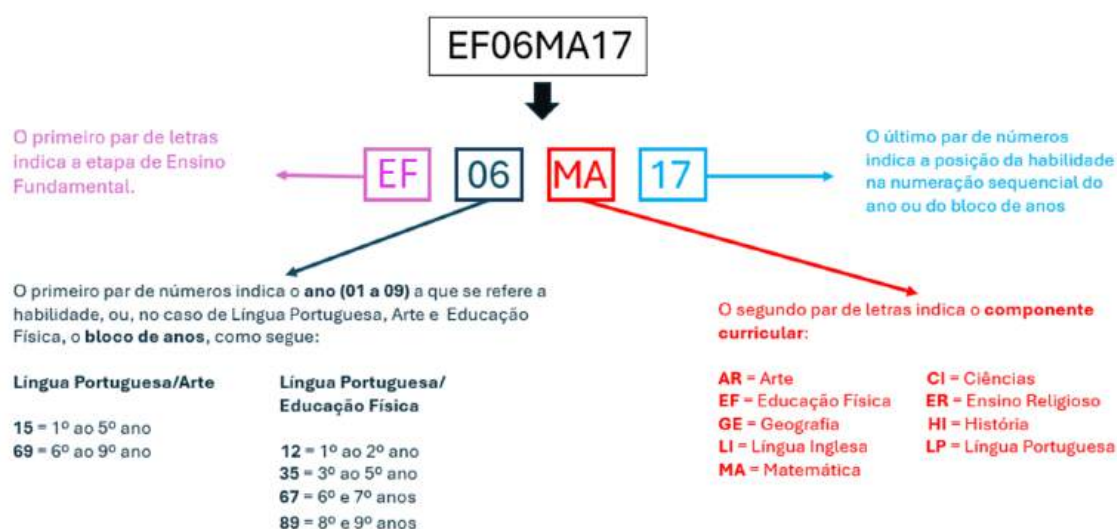 EF06MA17
O primeiro par de letras
indica a etapa de Ensino
Fundamental.
EF
06
MA
17
O último par de números
indica a posição da habilidade
na numeração sequencial do
ano ou do bloco de anos
O primeiro par de números indica o ano (01 a 09) a que se refere a
habilidade, ou, no caso de Língua Portuguesa, Arte e Educação
Física, o bloco de anos, como segue:
Língua Portuguesa/Arte
15 = 1º ao 5º ano
69 = 6º ao 9º ano
Língua Portuguesa/
Educação Física
12 = 1º ao 2º ano
35 = 3º ao 5º ano
67 = 6º e 7º anos
89 = 8º e 9º anos
O segundo par de letras indica o componente
curricular:
AR = Arte
EF = Educação Física
GE = Geografia
LI = Língua Inglesa
MA = Matemática
CI = Ciências
ER = Ensino Religioso
HI = História
LP = Língua Portuguesa